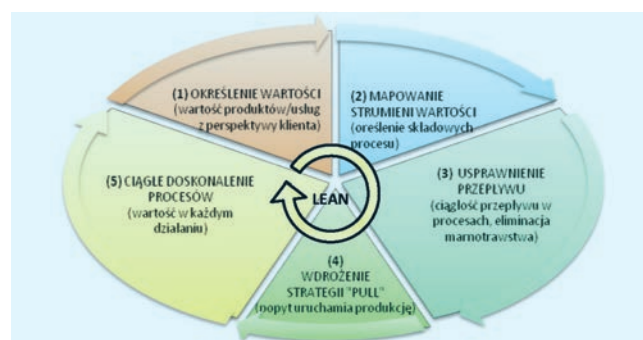 (1) OKREŚLENIE WARTOŚCI
(wartość produktów/usług
z perspektywy klienta)
(2) MAPOWANIE
STRUMIENI WARTOŚCI
(oreślenie składowych
procesu)
(3) USPRAWNIENIE
PRZEPŁYWU
(ciągłość przepływu w
procesach, eliminacja
marnotrawstwa)
(4)
WDROŻENIE
STRATEGII "PULL"
(popyt uruchamia produkcję)
(5) CIĄGŁE DOSKONALENIE
PROCESÓW
(wartość w każdym
działaniu)
LEAN